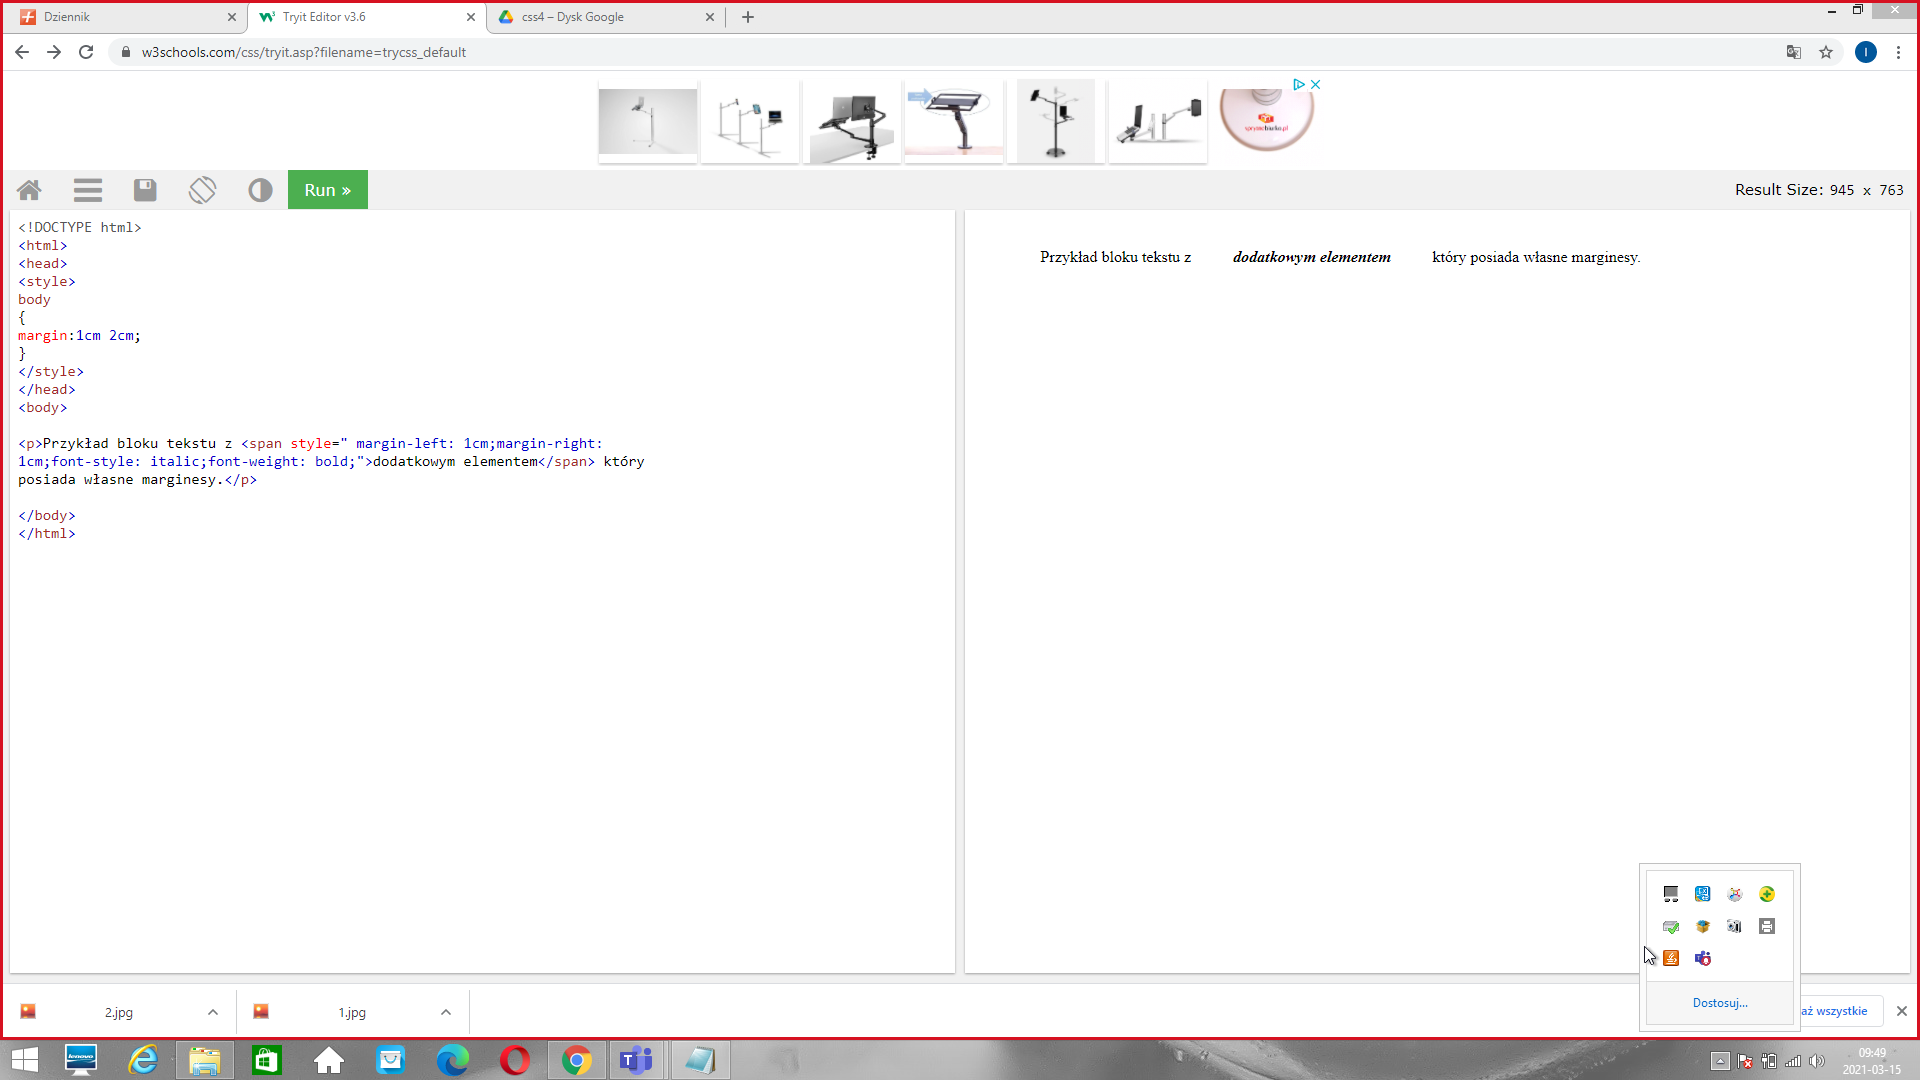 Dziennik
Tryit Editor v3.6
css4 – Dysk Google
w3schools.com/css/tryit.asp?filename=trycss_default
I
sprytnebiurko.pl
Run »
Result Size: 945 x 763
<!DOCTYPE html>
<html>
<head>
<style>
body
{
margin:1cm 2cm;
}
</style>
</head>
<body>
<p>Przykład bloku tekstu z <span style=" margin-left: 1cm;margin-right:
1cm;font-style: italic;font-weight: bold;">dodatkowym elementem</span> który
posiada własne marginesy.</p>
</body>
</html>
Przykład bloku tekstu z dodatkowym elementem który posiada własne marginesy.
Dostosuj...
2.jpg
1.jpg
aż wszystkie
lenovo
09:49
2021-03-15